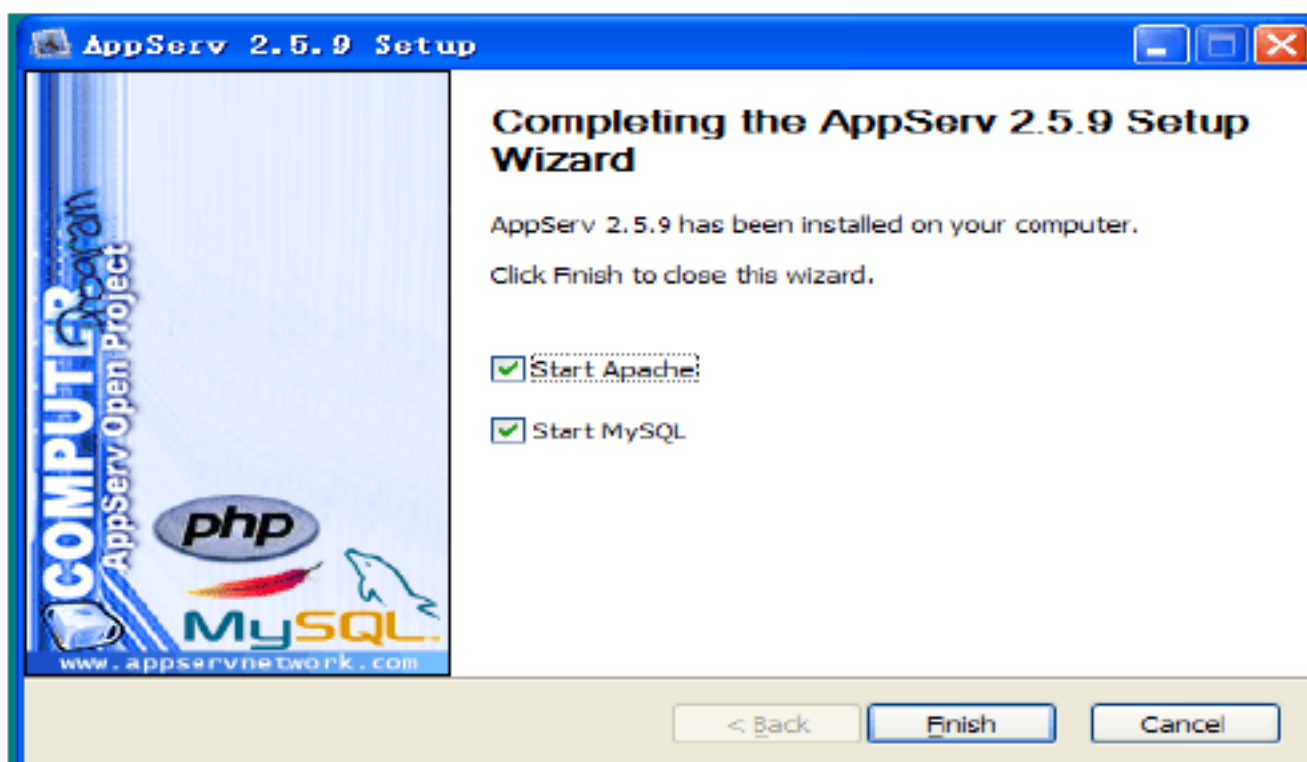 AppServ 2.5.9 Setup
Completing the AppServ 2.5.9 Setup
Wizard
AppServ 2.5.9 has been installed on your computer.
Click Finish to close this wizard.
Start Apache
Start MySQL
COMPUTER
Program
AppServ Open Project
php
MySQL
www.appservnetwork.com
< Back
Finish
Cancel